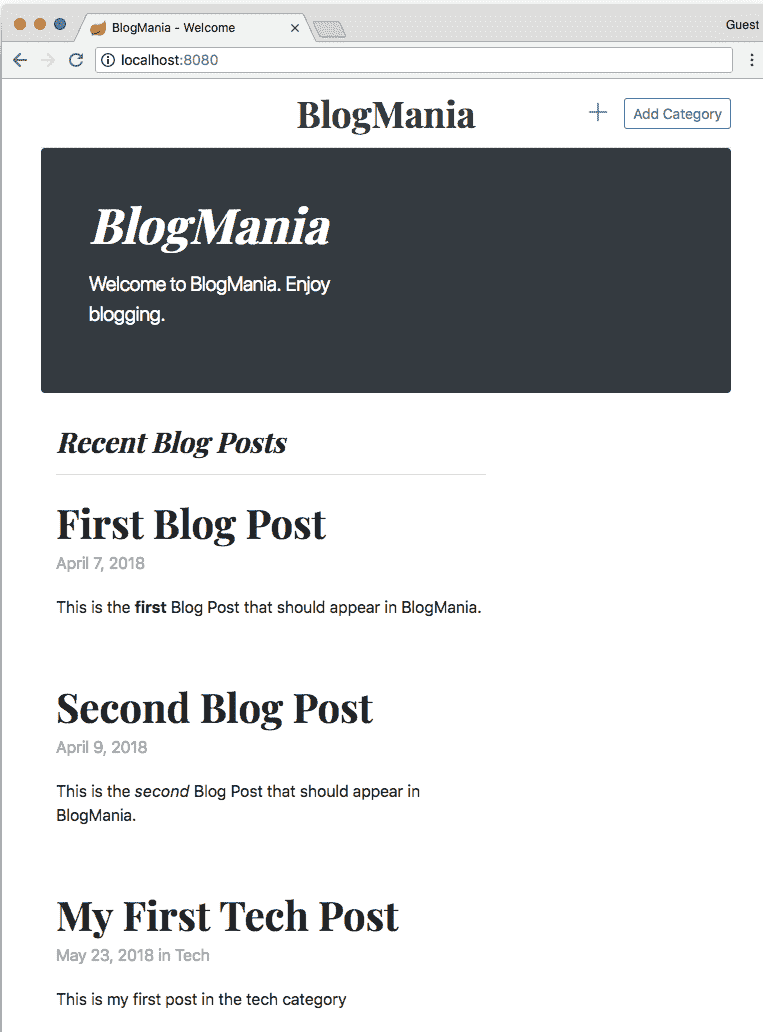 BlogMania - Welcome
Guest
localhost:8080
BlogMania
Add Category
BlogMania
Welcome to BlogMania. Enjoy
blogging.
Recent Blog Posts
First Blog Post
April 7, 2018
This is the first Blog Post that should appear in BlogMania.
Second Blog Post
April 9, 2018
This is the second Blog Post that should appear in
BlogMania.
My First Tech Post
May 23, 2018 in Tech
This is my first post in the tech category